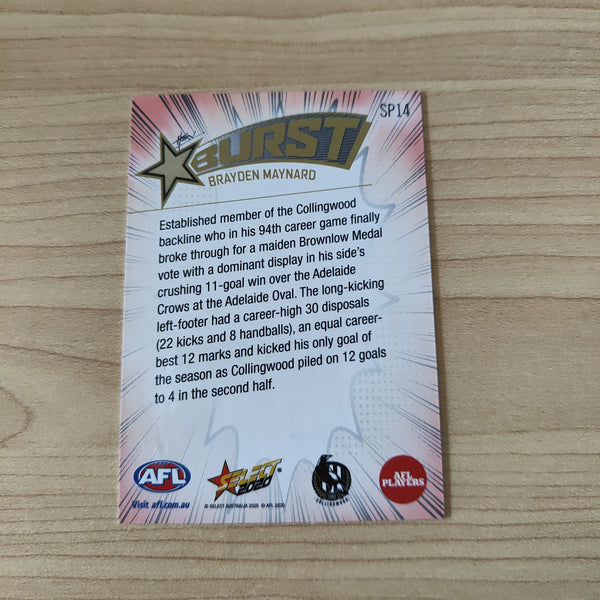 SP14
BURST
BRAYDEN MAYNARD
Established member of the Collingwood
backline who in his 94th career game finally
broke through for a maiden Brownlow Medal
vote with a dominant display in his side's
crushing 11-goal win over the Adelaide
Crows at the Adelaide Oval. The long-kicking
left-footer had a career-high 30 disposals
(22 kicks and 8 handballs), an equal career-
best 12 marks and kicked his only goal of
the season as Collingwood piled on 12 goals
to 4 in the second half.
AFL
Visit afl.com.au
SELECT
2020
© SELECT AUSTRALIA 2020 © AFL 2020
COLLINGWOOD
AFL
PLAYERS